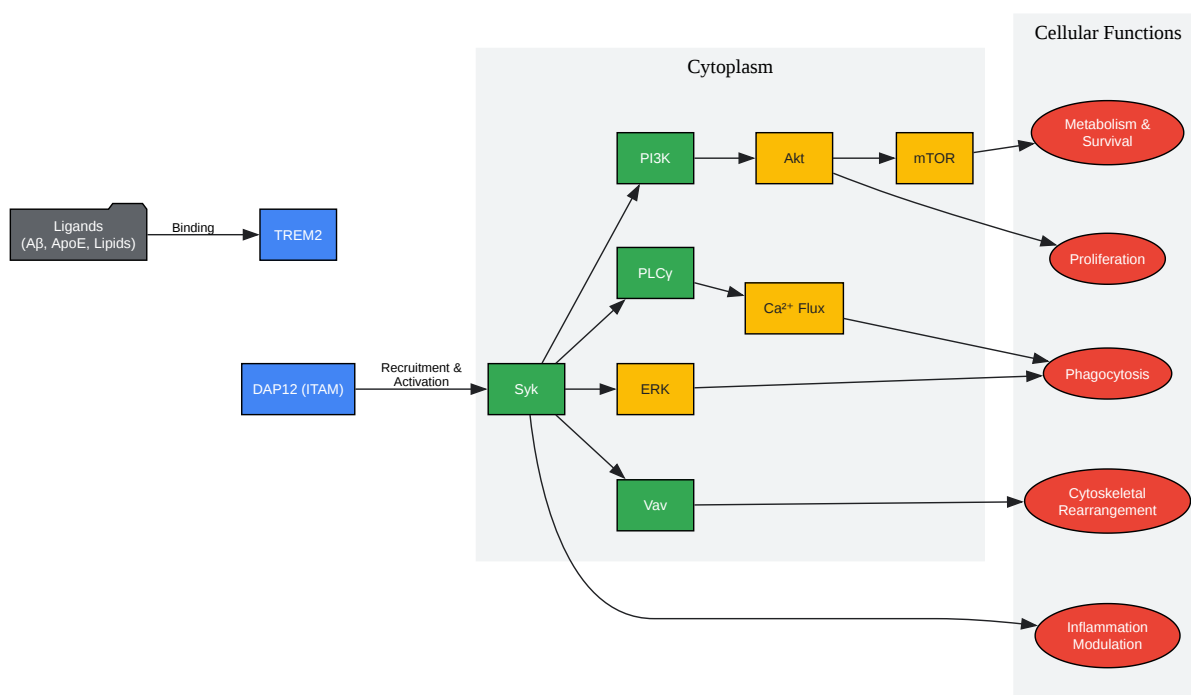 Cellular Functions
Cytoplasm
Metabolism &
Survival
PI3K
Akt
mTOR
Ligands
(Aβ, ApoE, Lipids)
Binding
TREM2
Proliferation
PLCγ
Ca²⁺ Flux
DAP12 (ITAM)
Recruitment &
Activation
Syk
ERK
Phagocytosis
Vav
Cytoskeletal
Rearrangement
Inflammation
Modulation